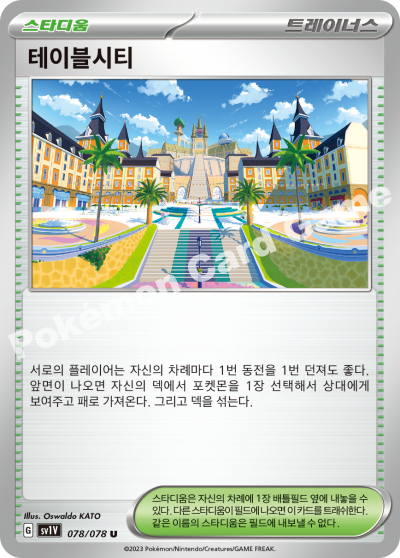 스타디움
트레이너스
테이블시티
Pokémon Card Game
서로의 플레이어는 자신의 차례마다 1번 동전을 1번 던져도 좋다.
앞면이 나오면 자신의 덱에서 포켓몬을 1장 선택해서 상대에게
보여주고 패로 가져온다. 그리고 덱을 섞는다.
Illus. Oswaldo KATO
G SV1V 078/078 U
스타디움은 자신의 차례에 1장 배틀필드 옆에 내놓을 수
있다. 다른 스타디움이 필드에 나오면 이 카드를 트래쉬한다.
같은 이름의 스타디움은 필드에 내보낼 수 없다.
©2023 Pokémon/Nintendo/Creatures/GAME FREAK.